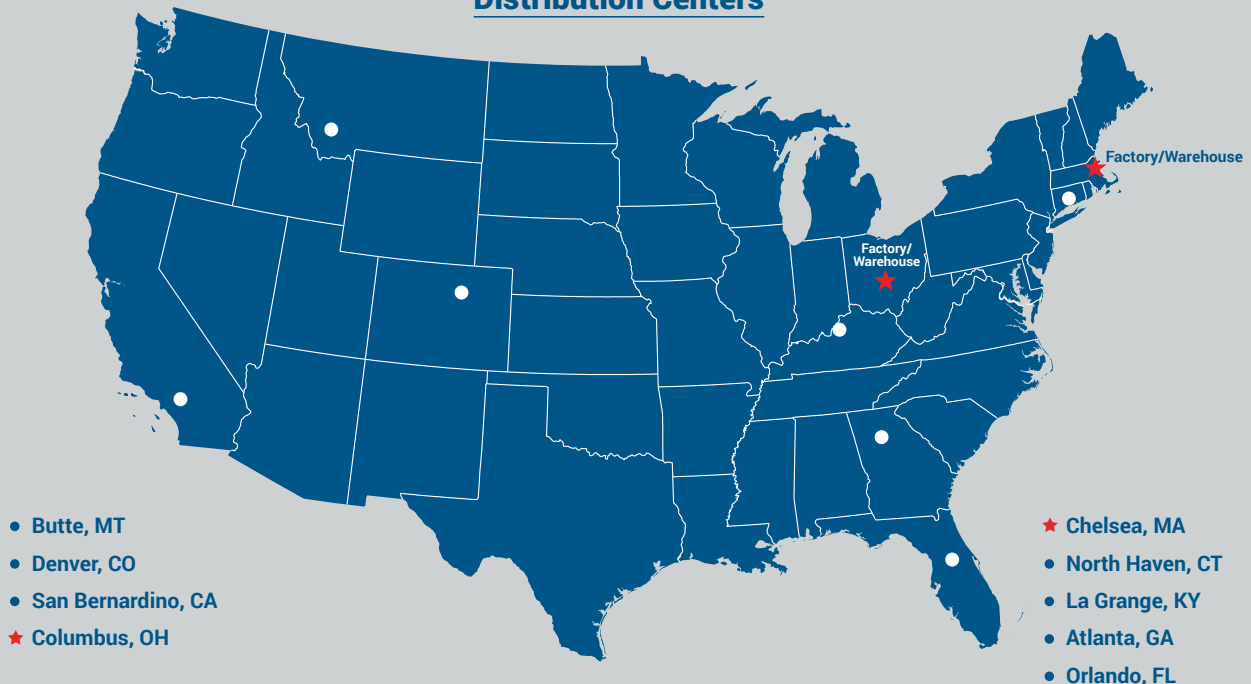 Distribution Centers
Factory/Warehouse
Factory/
Warehouse
Butte, MT
Denver, CO
San Bernardino, CA
Columbus, OH
Chelsea, MA
North Haven, CT
La Grange, KY
Atlanta, GA
Orlando, FL